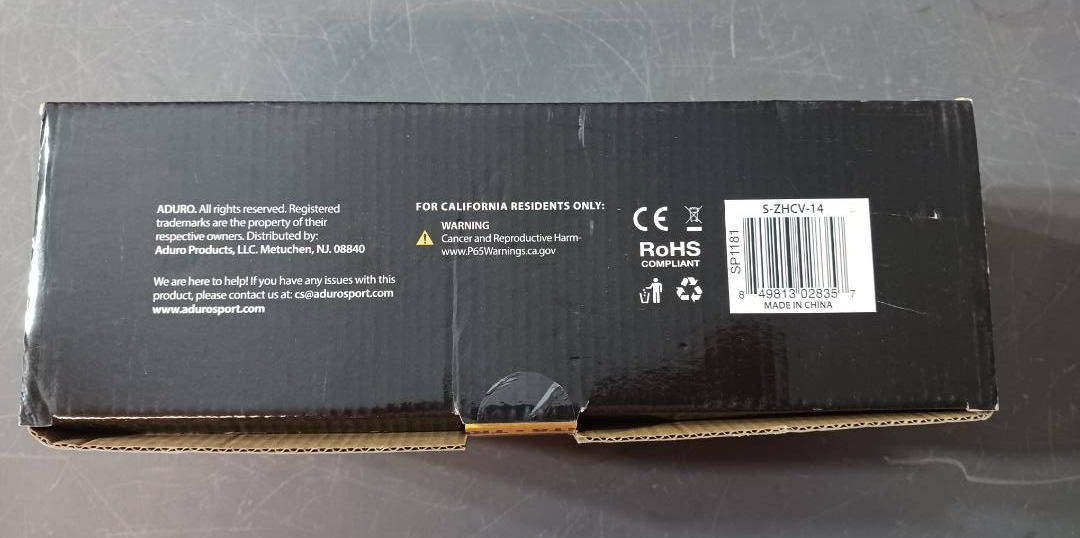 ADURO. All rights reserved. Registered
trademarks are the property of their
respective owners. Distributed by:
Aduro Products, LLC. Metuchen, NJ. 08840
We are here to help! If you have any issues with this
product, please contact us at: cs@adurosport.com
www.adurosport.com
FOR CALIFORNIA RESIDENTS ONLY:
WARNING
Cancer and Reproductive Harm-
www.P65Warnings.ca.gov
CE
RoHS
COMPLIANT
S-ZHCV-14
SP1181
8 49813 02835 7
MADE IN CHINA